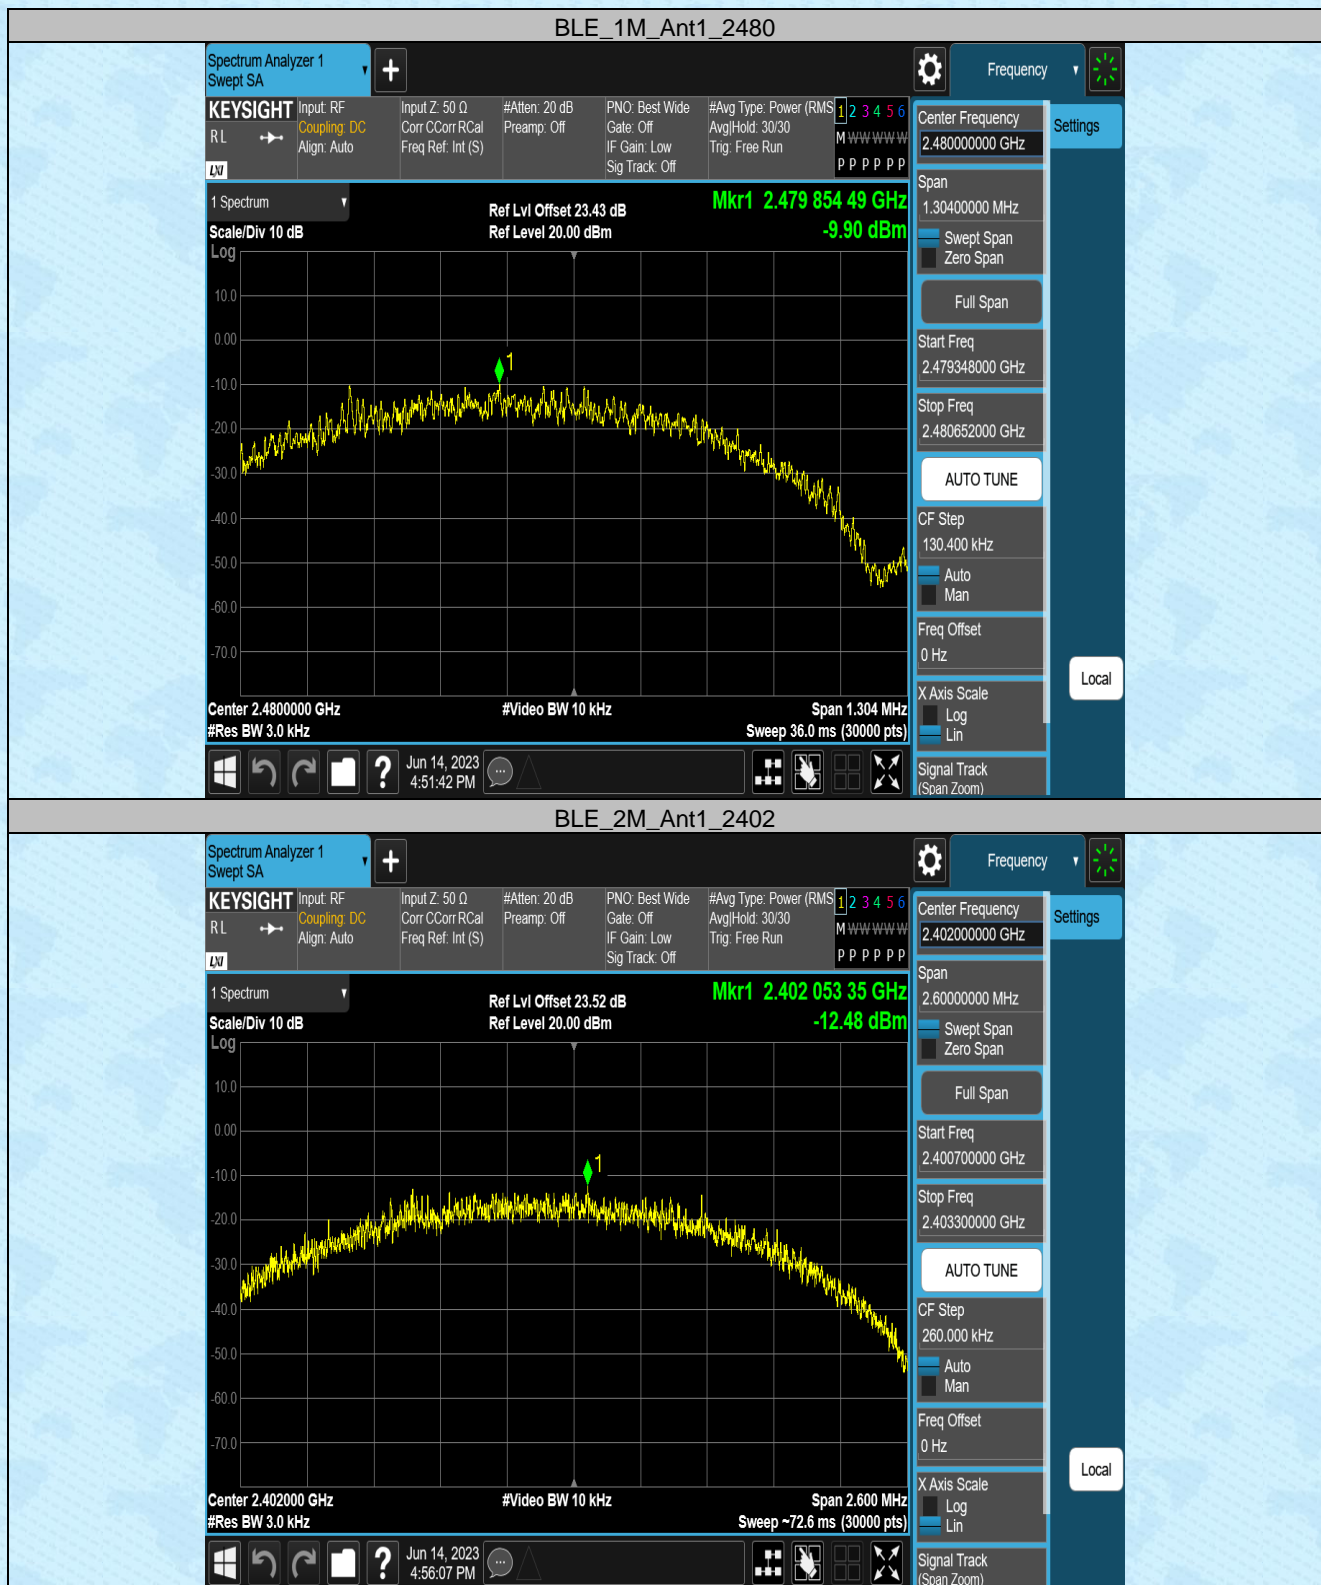 BLE_1M_Ant1_2480
Spectrum Analyzer 1
Swept SA
Frequency
KEYSIGHT
RL
LXI
Input: RF
Coupling: DC
Align: Auto
Input Z: 50 Ω
Corr CCorr RCal
Freq Ref: Int (S)
#Atten: 20 dB
Preamp: Off
PNO: Best Wide
Gate: Off
IF Gain: Low
Sig Track: Off
#Avg Type: Power (RMS
Avg|Hold: 30/30
Trig: Free Run
1 2 3 4 5 6
M W W W W W
P P P P P P
1 Spectrum
Scale/Div 10 dB
Log
Ref Lvl Offset 23.43 dB
Ref Level 20.00 dBm
Mkr1 2.479 854 49 GHz
-9.90 dBm
10.0
0.00
-10.0
-20.0
-30.0
-40.0
-50.0
-60.0
-70.0
1
Center 2.4800000 GHz
#Res BW 3.0 kHz
#Video BW 10 kHz
Span 1.304 MHz
Sweep 36.0 ms (30000 pts)
Jun 14, 2023
4:51:42 PM
Center Frequency
2.480000000 GHz
Span
1.30400000 MHz
Swept Span
Zero Span
Full Span
Start Freq
2.479348000 GHz
Stop Freq
2.480652000 GHz
AUTO TUNE
CF Step
130.400 kHz
Auto
Man
Freq Offset
0 Hz
X Axis Scale
Log
Lin
Signal Track
(Span Zoom)
Settings
Local
BLE_2M_Ant1_2402
Spectrum Analyzer 1
Swept SA
Frequency
KEYSIGHT
RL
LXI
Input: RF
Coupling: DC
Align: Auto
Input Z: 50 Ω
Corr CCorr RCal
Freq Ref: Int (S)
#Atten: 20 dB
Preamp: Off
PNO: Best Wide
Gate: Off
IF Gain: Low
Sig Track: Off
#Avg Type: Power (RMS
Avg|Hold: 30/30
Trig: Free Run
1 2 3 4 5 6
M W W W W W
P P P P P P
1 Spectrum
Scale/Div 10 dB
Log
Ref Lvl Offset 23.52 dB
Ref Level 20.00 dBm
Mkr1 2.402 053 35 GHz
-12.48 dBm
10.0
0.00
-10.0
-20.0
-30.0
-40.0
-50.0
-60.0
-70.0
1
Center 2.402000 GHz
#Res BW 3.0 kHz
#Video BW 10 kHz
Span 2.600 MHz
Sweep ~72.6 ms (30000 pts)
Jun 14, 2023
4:56:07 PM
Center Frequency
2.402000000 GHz
Span
2.60000000 MHz
Swept Span
Zero Span
Full Span
Start Freq
2.400700000 GHz
Stop Freq
2.403300000 GHz
AUTO TUNE
CF Step
260.000 kHz
Auto
Man
Freq Offset
0 Hz
X Axis Scale
Log
Lin
Signal Track
(Span Zoom)
Settings
Local